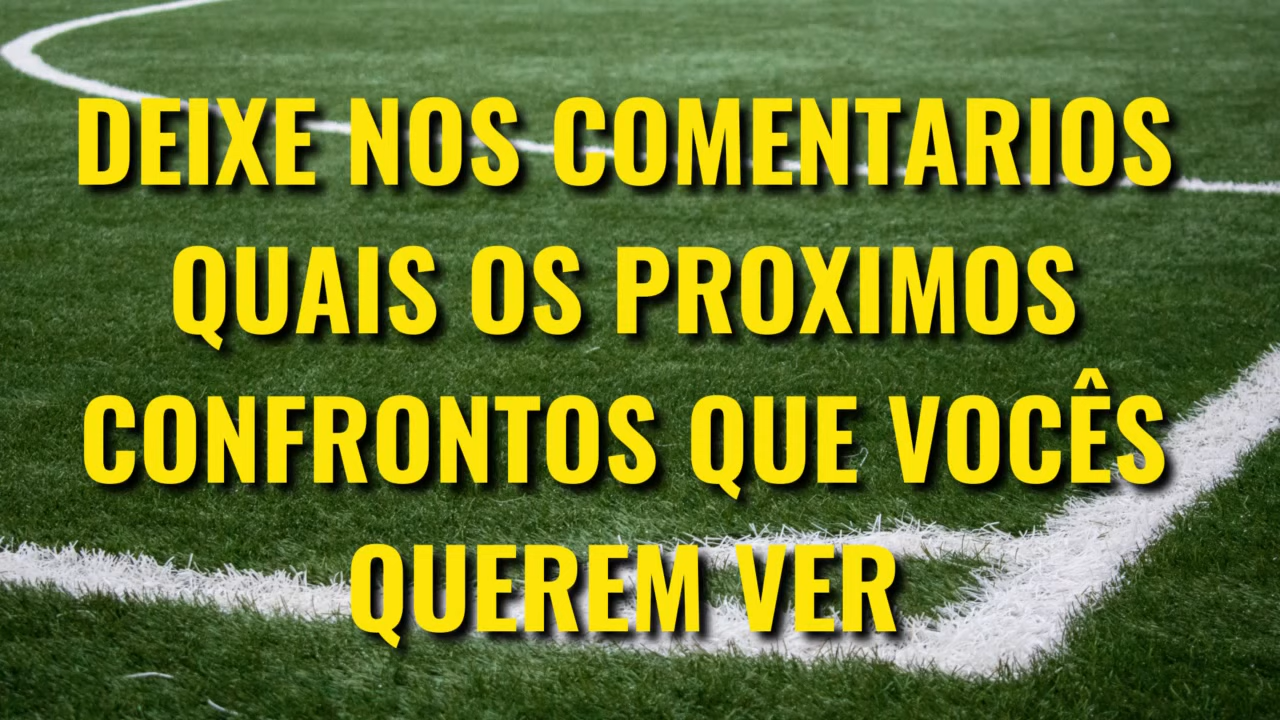 DEIXE NOS COMENTARIOS
QUAIS OS PROXIMOS
CONFRONTOS QUE VOCÊS
QUEREM VER